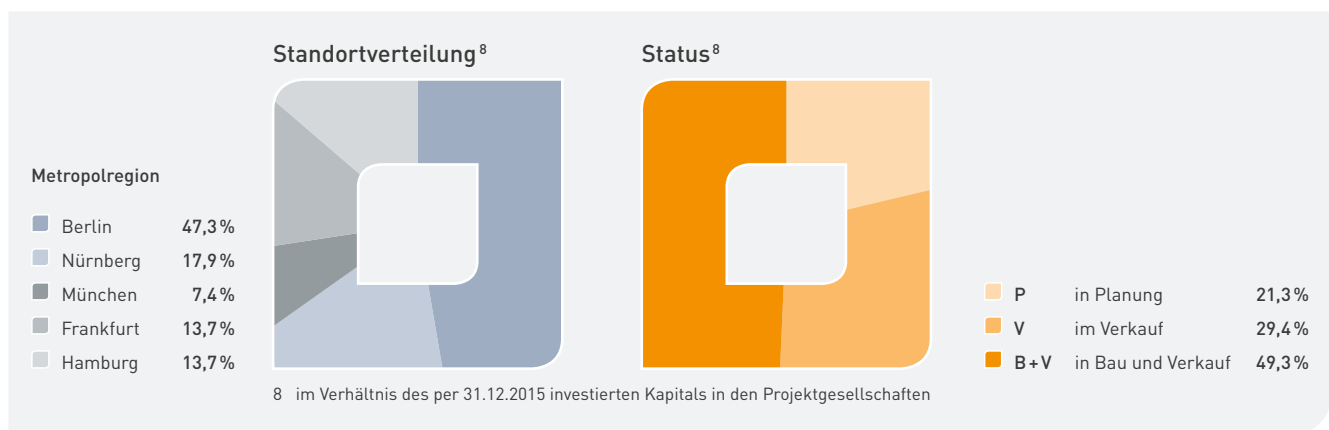 Standortverteilung 8
Status 8
Metropolregion
Berlin 47,3 %
Nürnberg 17,9 %
München 7,4 %
Frankfurt 13,7 %
Hamburg 13,7 %
P in Planung 21,3 %
V im Verkauf 29,4 %
B+V in Bau und Verkauf 49,3 %
8 im Verhältnis des per 31.12.2015 investierten Kapitals in den Projektgesellschaften